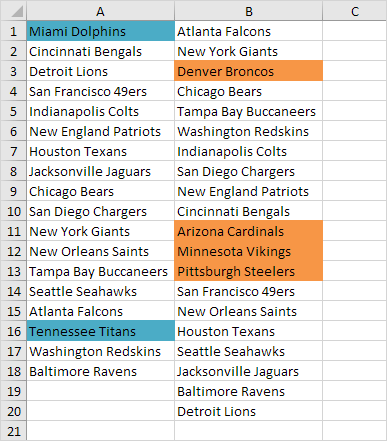 A B C
1 Miami Dolphins Atlanta Falcons
2 Cincinnati Bengals New York Giants
3 Detroit Lions Denver Broncos
4 San Francisco 49ers Chicago Bears
5 Indianapolis Colts Tampa Bay Buccaneers
6 New England Patriots Washington Redskins
7 Houston Texans Indianapolis Colts
8 Jacksonville Jaguars San Diego Chargers
9 Chicago Bears New England Patriots
10 San Diego Chargers Cincinnati Bengals
11 New York Giants Arizona Cardinals
12 New Orleans Saints Minnesota Vikings
13 Tampa Bay Buccaneers Pittsburgh Steelers
14 Seattle Seahawks San Francisco 49ers
15 Atlanta Falcons New Orleans Saints
16 Tennessee Titans Houston Texans
17 Washington Redskins Seattle Seahawks
18 Baltimore Ravens Jacksonville Jaguars
19 Baltimore Ravens
20 Detroit Lions
21